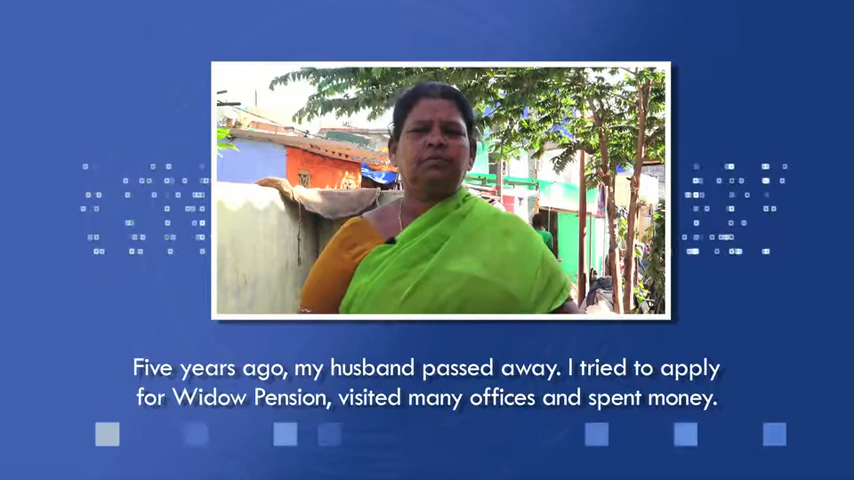 Five years ago, my husband passed away. I tried to apply
for Widow Pension, visited many offices and spent money.